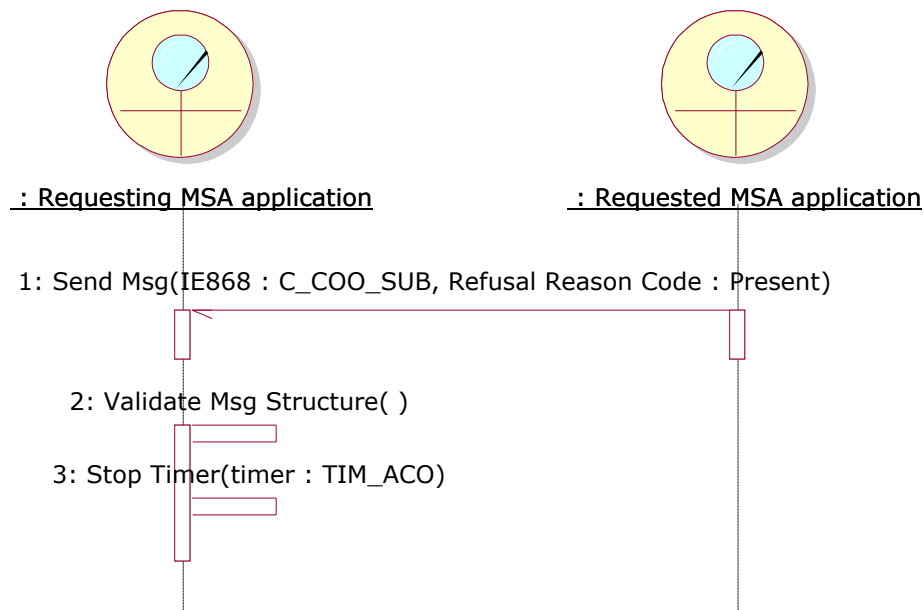 : Requesting MSA application
: Requested MSA application
1: Send Msg(IE868 : C_COO_SUB, Refusal Reason Code : Present)
2: Validate Msg Structure( )
3: Stop Timer(timer : TIM_ACO)